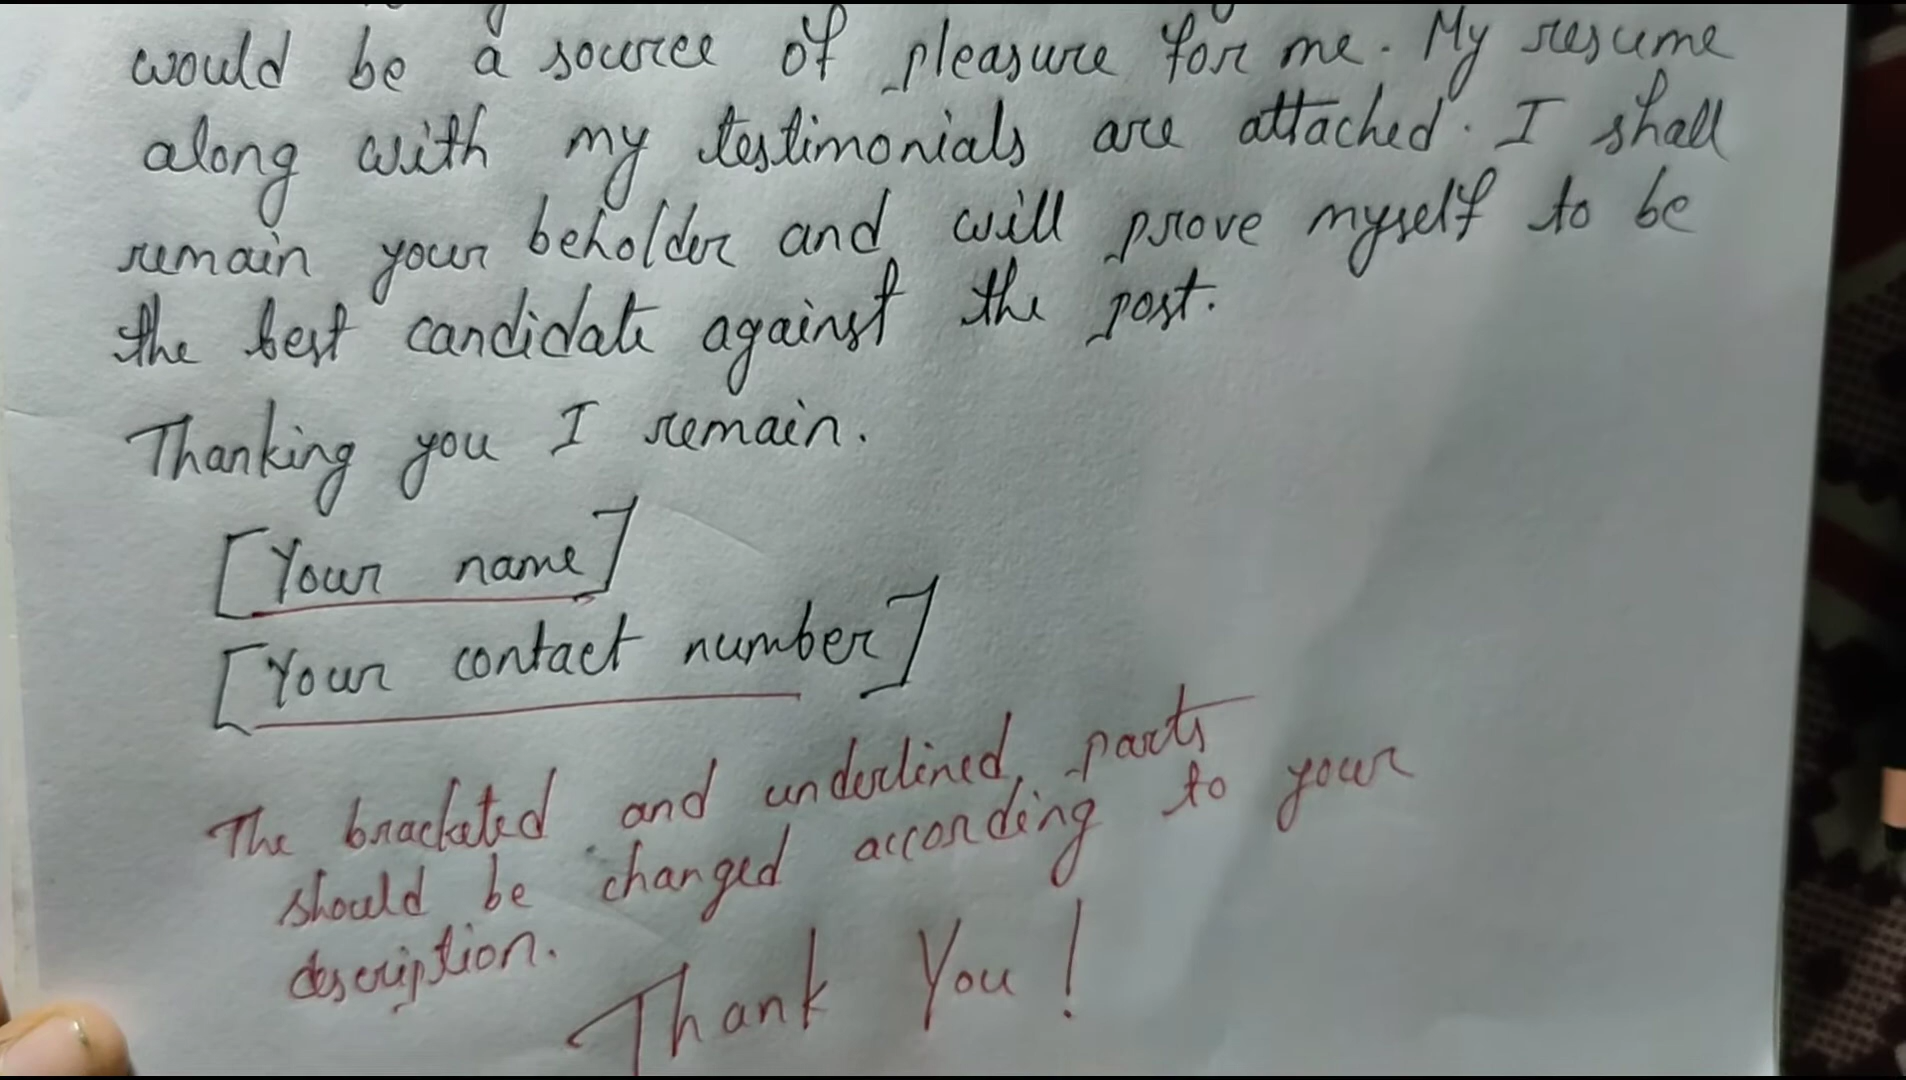 would be a source of pleasure for me. My resume
along with my testimonials are attached. I shall
remain your beholder and will prove myself to be
the best candidate against the post.
Thanking you I remain.
[Your name]
[Your contact number]
The bracketed and underlined parts
should be changed according to your
description.
Thank You!